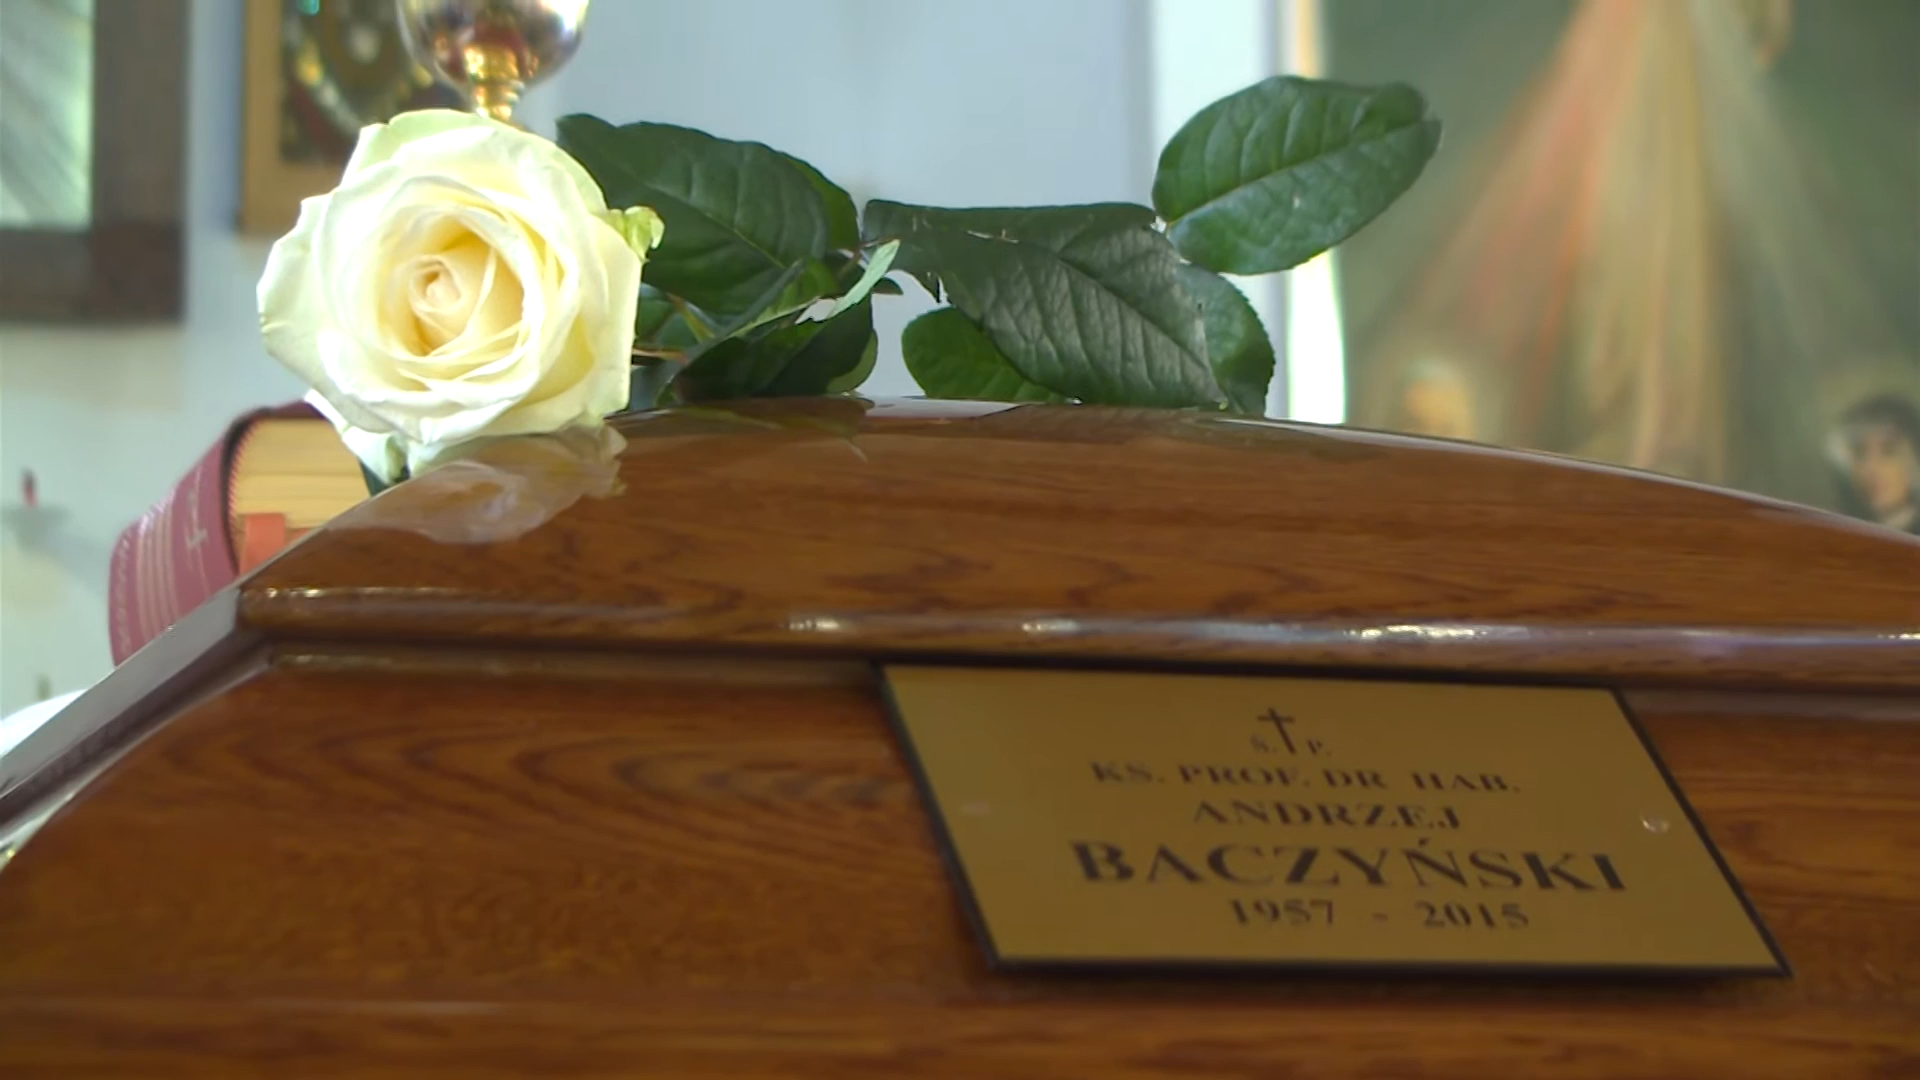 Ś. P.
KS. PROF. DR HAB.
ANDRZEJ
BACZYŃSKI
1957 - 2015